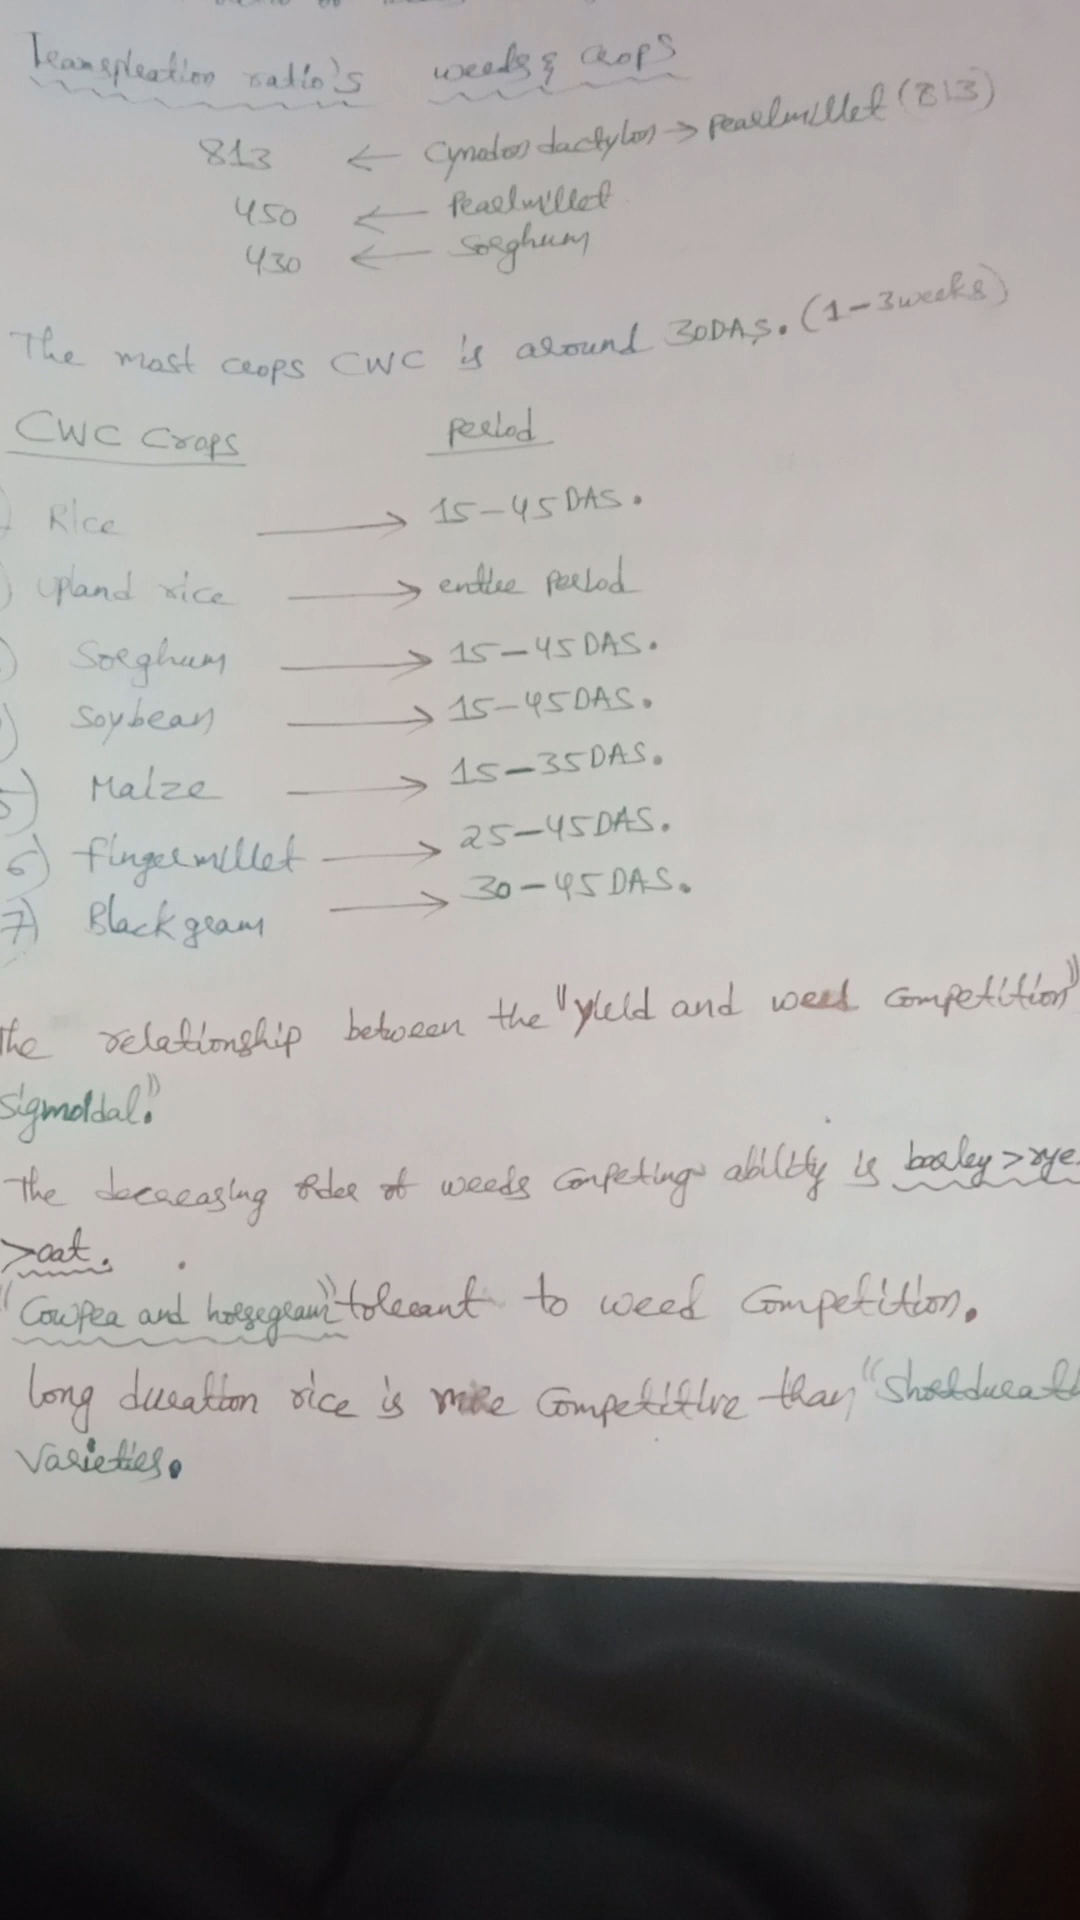 Transpiration ratio's weeds & crops
813 ← Cynodon dactylon → Pearlmillet (813)
450 ← Pearlmillet
430 ← Sorghum
The most crops CWC is around 30DAS. (1-3 weeks)
CWC Crops Period
Rice → 15-45 DAS.
upland rice → entire period
Sorghum → 15-45 DAS.
Soybean → 15-45 DAS.
5) Maize → 15-35 DAS.
6) fingermillet → 25-45 DAS.
7) Blackgram → 30-45 DAS.
The relationship between the "yield and weed Competition"
Sigmoidal."
The decreasing order of weeds Competing ability is barley > rye
> oat.
"Cowpea and horsegram" tolerant to weed Competition.
long duration rice is more Competitive than "Short
Varieties.